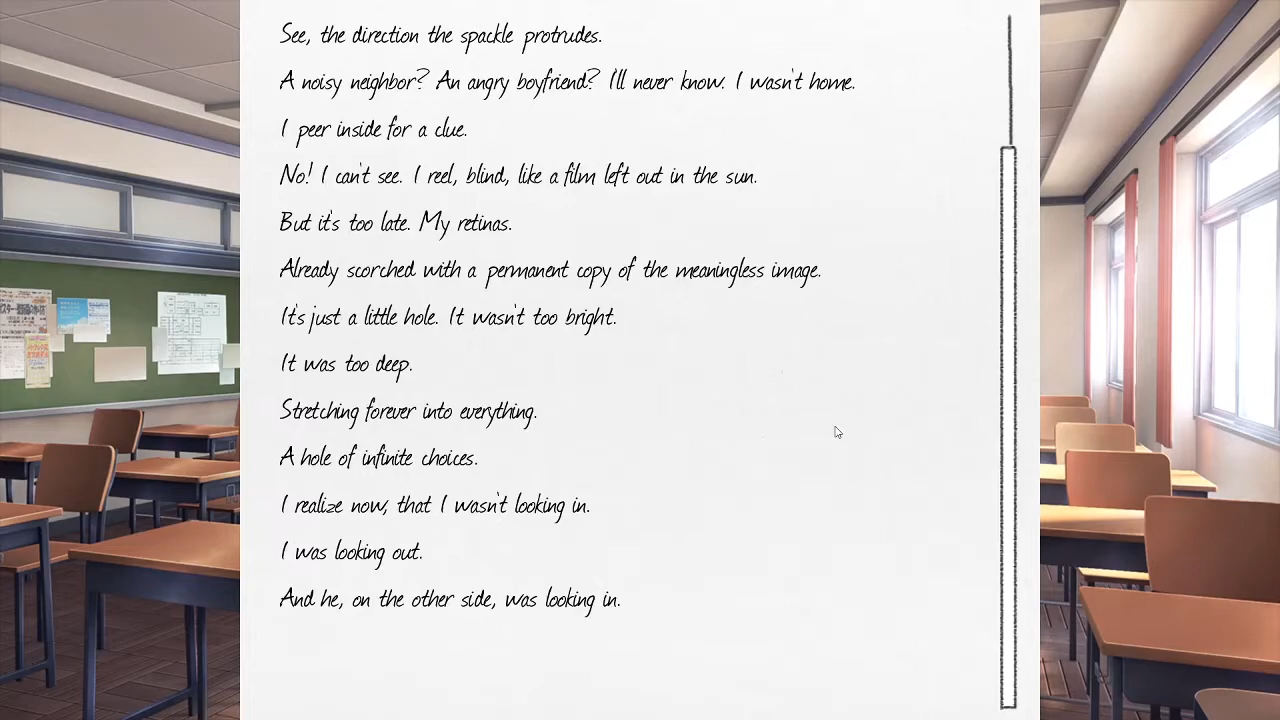 See, the direction the spackle protrudes.
A noisy neighbor? An angry boyfriend? I'll never know. I wasn't home.
I peer inside for a clue.
No! I can't see. I reel, blind, like a film left out in the sun.
But it's too late. My retinas.
Already scorched with a permanent copy of the meaningless image.
It's just a little hole. It wasn't too bright.
It was too deep.
Stretching forever into everything.
A hole of infinite choices.
I realize now, that I wasn't looking in.
I was looking out.
And he, on the other side, was looking in.